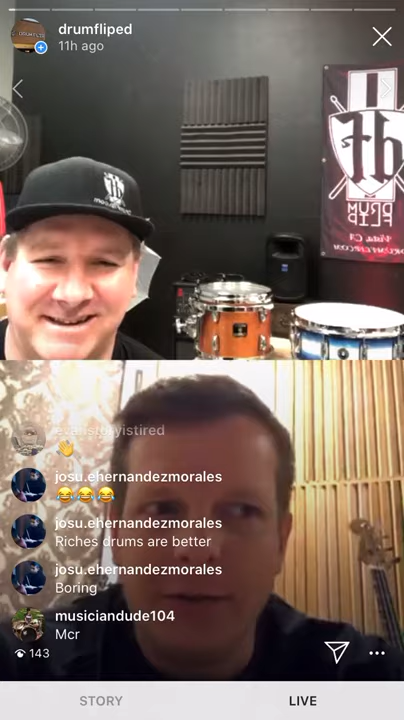 drumfliped
11h ago
evanstoryistired
👏
josu.ehernandezmorales
😂😂😂
josu.ehernandezmorales
Riches drums are better
josu.ehernandezmorales
Boring
musiciandude104
Mcr
143
STORY
LIVE